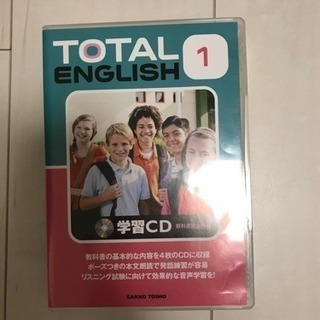 TOTAL
ENGLISH 1
学習CD
教科書の基本的な内容を4枚のCDに収録
ポーズつきの本文朗読で発話練習が容易
リスニング試験に向けて効果的な音声学習を!
GAKKO TOSHO